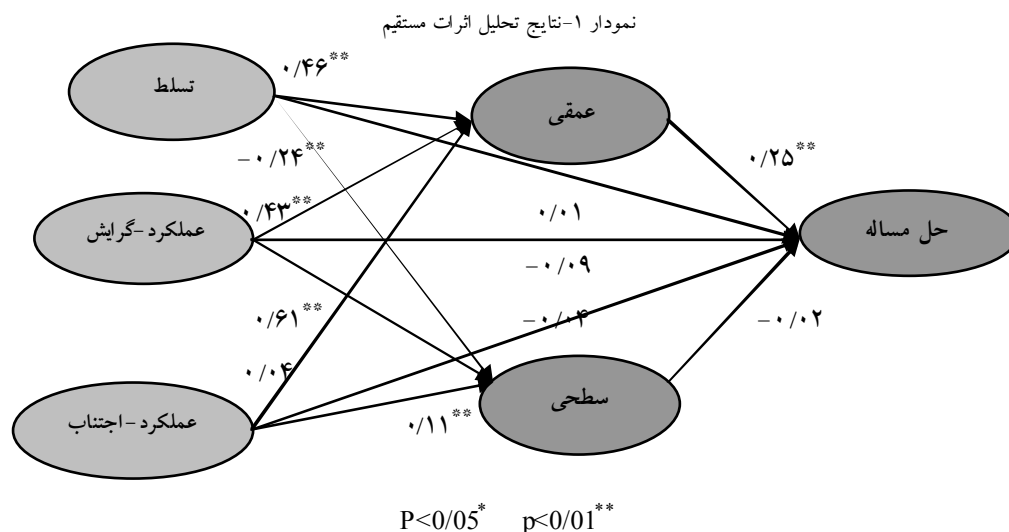 نمودار ۱-نتایج تحلیل اثرات مستقیم
تسلط
۰/۴۶**
عمقی
-۰/۲۴**
۰/۲۵**
عملکرد-گرایش
۰/۴۳**
۰/۰۱
حل مساله
-۰/۰۹
۰/۶۱**
-۰/۰۴
-۰/۰۲
۰/۰۴
عملکرد-اجتناب
سطحی
۰/۱۱**
P<0/05* p<0/01**